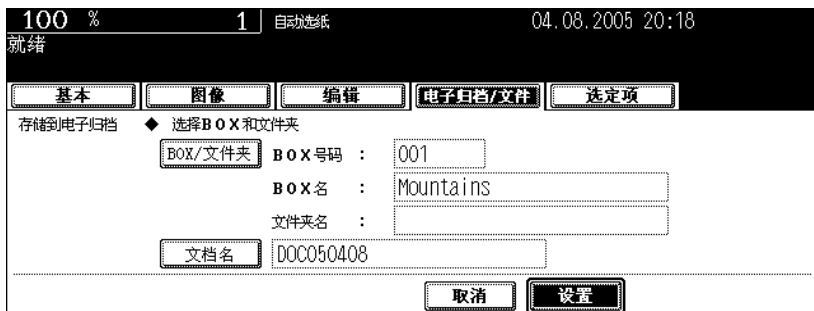 100 % 1 自动选纸 04.08.2005 20:18
就绪
基本 图像 编辑 电子归档/文件 选定项
存储到电子归档 ◆ 选择BOX和文件夹
BOX/文件夹 BOX号码 : 001
BOX名 : Mountains
文件夹名 :
文档名 DOC050408
取消 设置